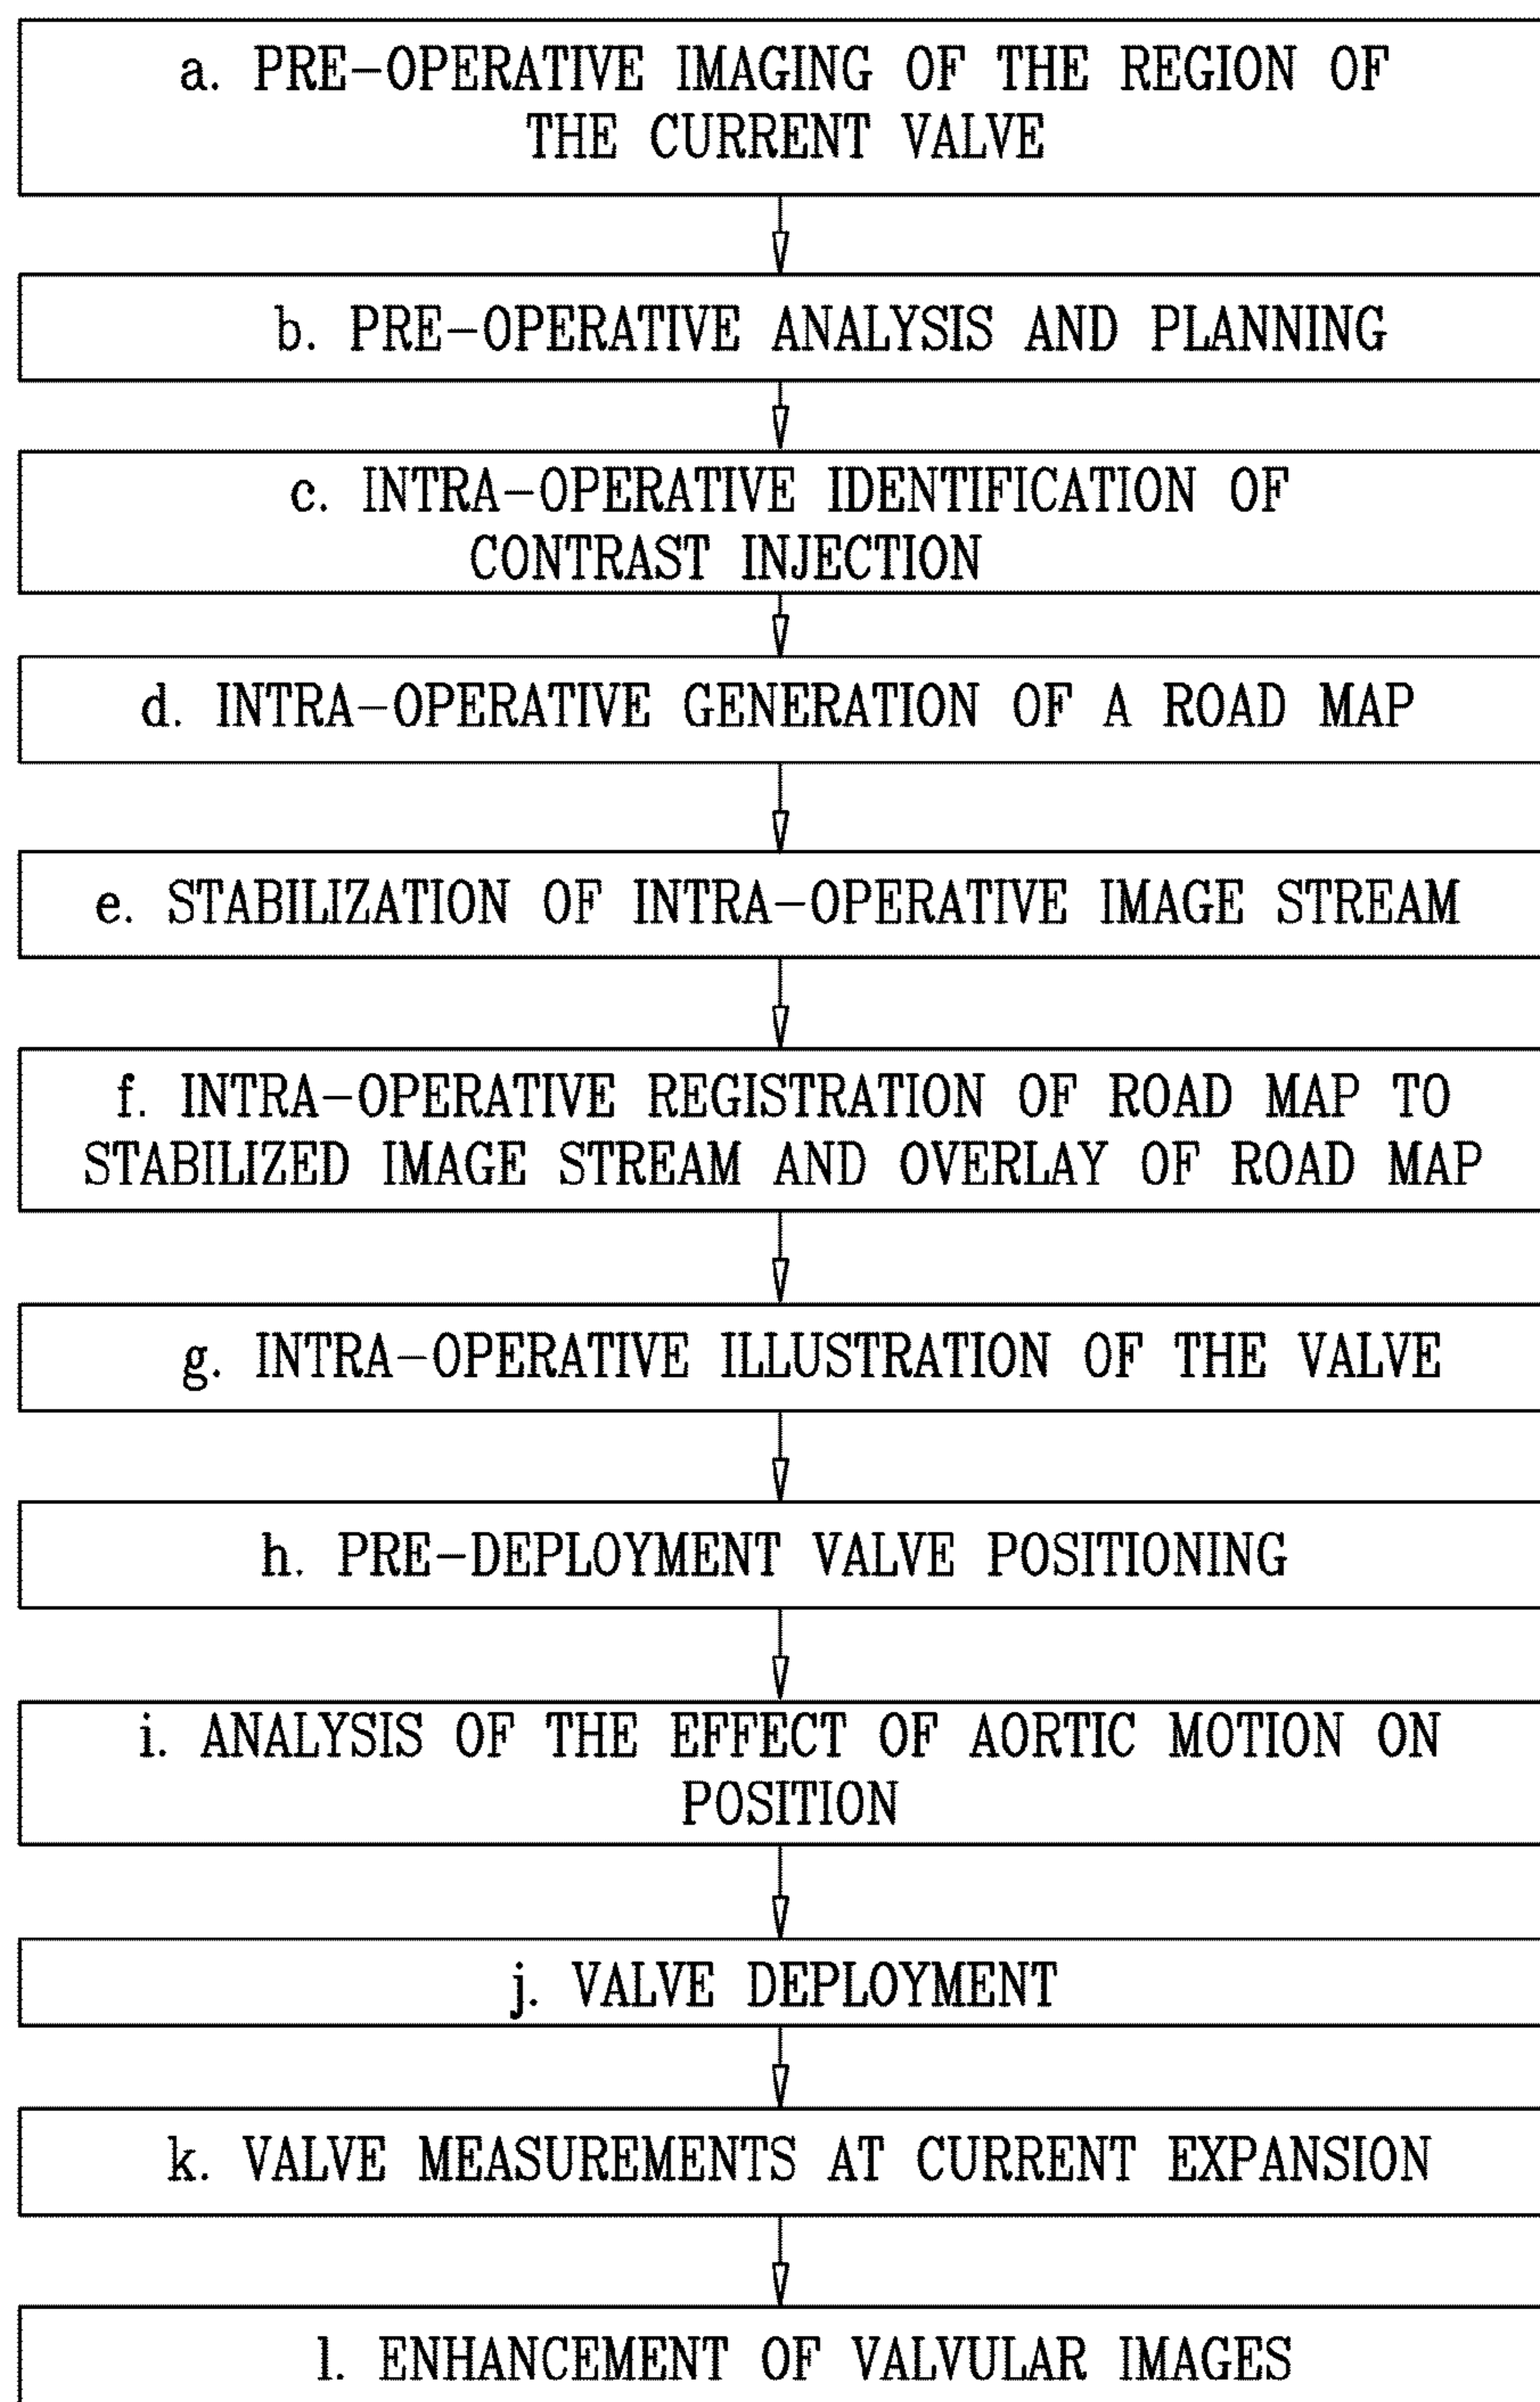 a. PRE-OPERATIVE IMAGING OF THE REGION OF
THE CURRENT VALVE
b. PRE-OPERATIVE ANALYSIS AND PLANNING
c. INTRA-OPERATIVE IDENTIFICATION OF
CONTRAST INJECTION
d. INTRA-OPERATIVE GENERATION OF A ROAD MAP
e. STABILIZATION OF INTRA-OPERATIVE IMAGE STREAM
f. INTRA-OPERATIVE REGISTRATION OF ROAD MAP TO
STABILIZED IMAGE STREAM AND OVERLAY OF ROAD MAP
g. INTRA-OPERATIVE ILLUSTRATION OF THE VALVE
h. PRE-DEPLOYMENT VALVE POSITIONING
i. ANALYSIS OF THE EFFECT OF AORTIC MOTION ON
POSITION
j. VALVE DEPLOYMENT
k. VALVE MEASUREMENTS AT CURRENT EXPANSION
l. ENHANCEMENT OF VALVULAR IMAGES